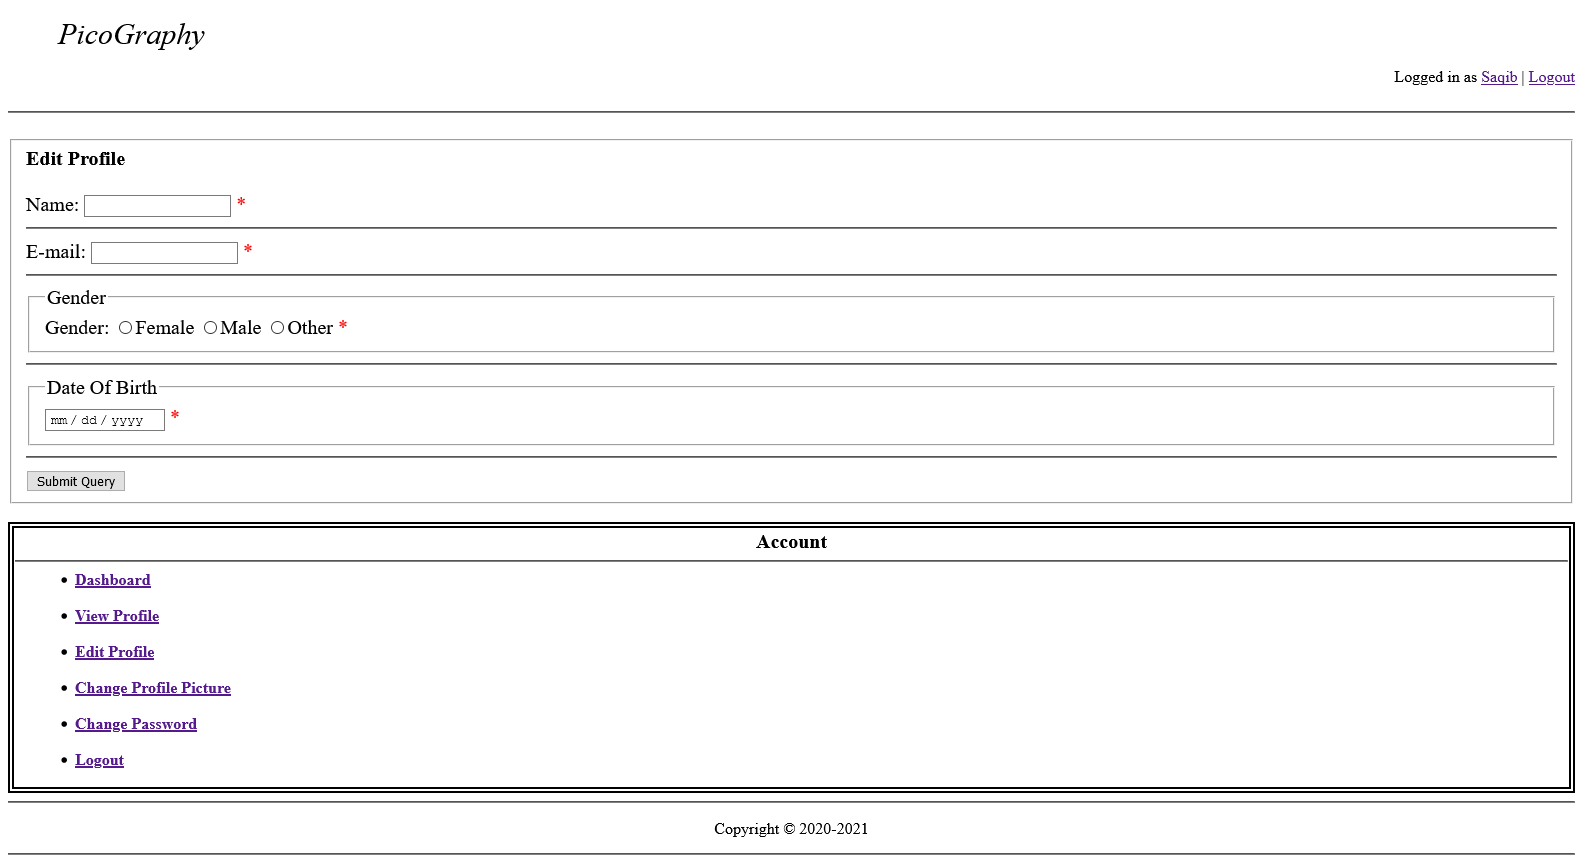 PicoGraphy
Logged in as Saqib | Logout
Edit Profile
Name: *
E-mail: *
Gender
Gender: Female Male Other *
Date Of Birth
mm / dd / yyyy *
Submit Query
Account
• Dashboard
• View Profile
• Edit Profile
• Change Profile Picture
• Change Password
• Logout
Copyright © 2020-2021